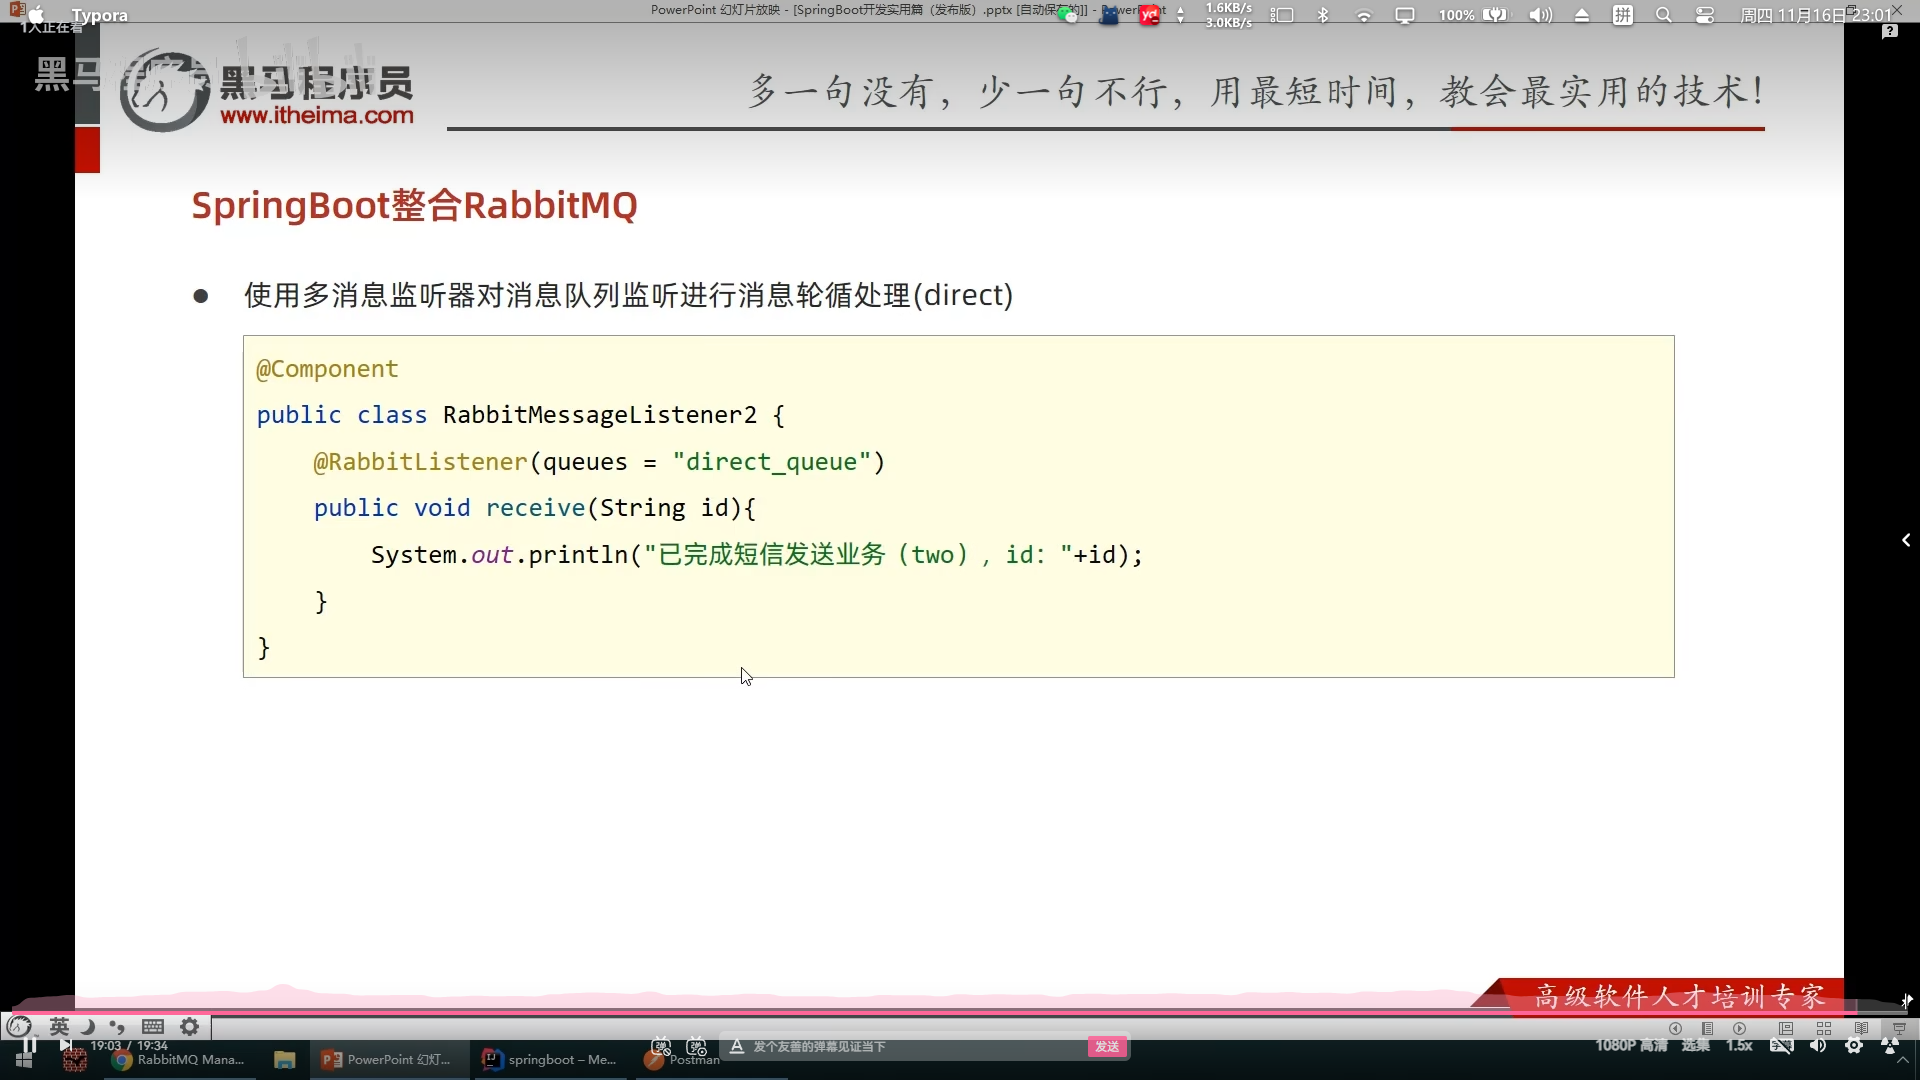 PowerPoint 幻灯片放映 - [SpringBoot开发实用篇（发布版）.pptx [自动保存的]] - PowerPoint
Typora
1.6KB/s
3.0KB/s
100%
拼
周四 11月16日 23:01
1人正在看
黑马程序员
www.itheima.com
多一句没有，少一句不行，用最短时间，教会最实用的技术！
SpringBoot整合RabbitMQ
● 使用多消息监听器对消息队列监听进行消息轮循处理(direct)
@Component
public class RabbitMessageListener2 {
@RabbitListener(queues = "direct_queue")
public void receive(String id){
System.out.println("已完成短信发送业务（two），id："+id);
}
}
高级软件人才培训专家
英
19:03 / 19:34
发个友善的弹幕见证当下
发送
1080P 高清
选集
1.5x
RabbitMQ Mana...
PowerPoint 幻灯...
springboot – Me...
Postman